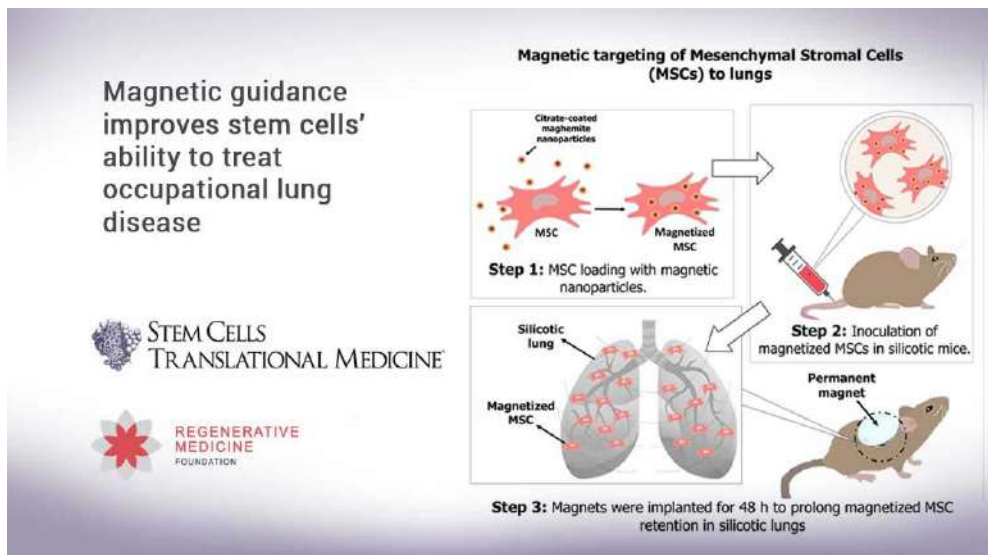 Magnetic guidance
improves stem cells'
ability to treat
occupational lung
disease
STEM CELLS
TRANSLATIONAL MEDICINE
REGENERATIVE
MEDICINE
FOUNDATION
Magnetic targeting of Mesenchymal Stromal Cells
(MSCs) to lungs
Citrate-coated
maghemite
nanoparticles
MSC
Magnetized
MSC
Step 1: MSC loading with magnetic
nanoparticles.
Step 2: Inoculation of
magnetized MSCs in silicotic mice.
Silicotic
lung
Magnetized
MSC
Permanent
magnet
Step 3: Magnets were implanted for 48 h to prolong magnetized MSC
retention in silicotic lungs